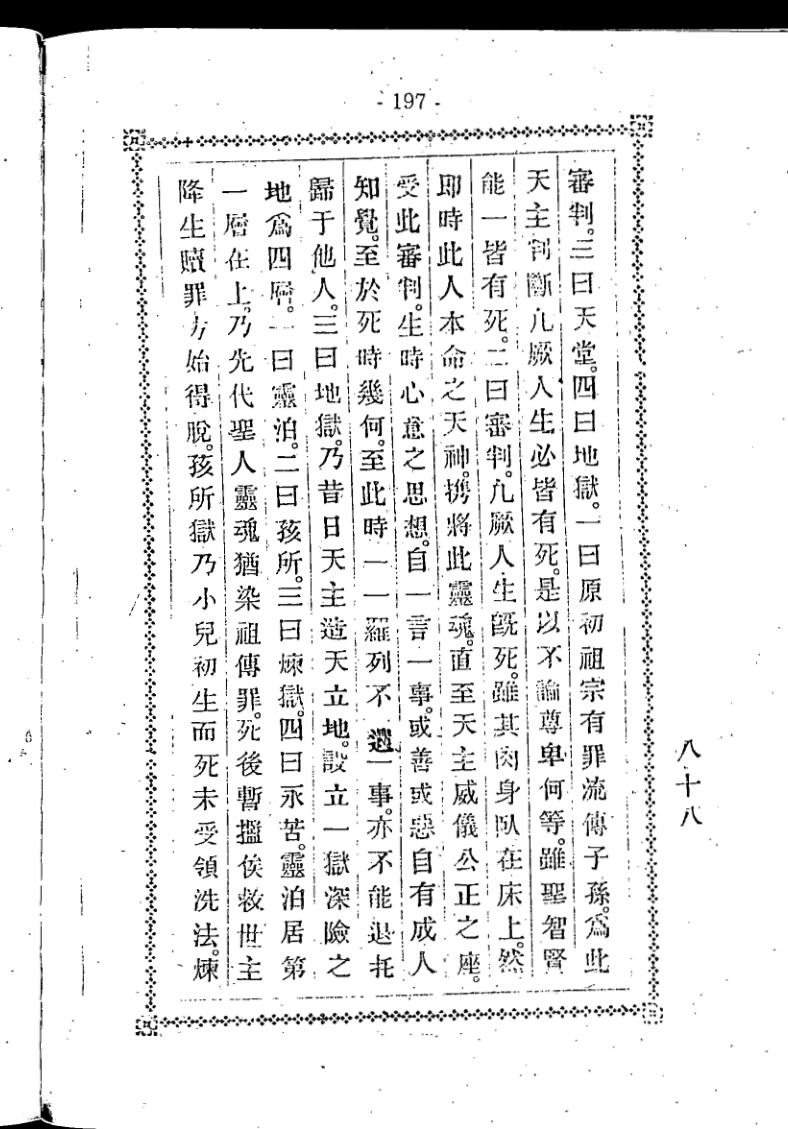 - 197 -
審判。三曰天堂。四曰地獄。一曰原初祖宗有罪流傳子孫。爲此
天主判斷凡厥人生必皆有死。是以不論尊卑何等。雖聖智賢
能一皆有死。二曰審判。凡厥人生既死。雖其肉身臥在床上。然
即時此人本命之天神。携將此靈魂。直至天主威儀公正之座。
受此審判。生時心意之思想。自一言一事。或善或惡自有成人
知覺。至於死時幾何。至此時一一羅列不遺一事。亦不能退托
歸于他人。三曰地獄。乃昔日天主造天立地。設立一獄深險之
地爲四層。一曰靈泊。二曰孩所。三曰煉獄。四曰永苦。靈泊居第
一層在上。乃先代聖人靈魂猶染祖傳罪。死後暫搵俟救世主
降生贖罪方始得脫。孩所獄乃小兒初生而死未受領洗法。煉
八十八